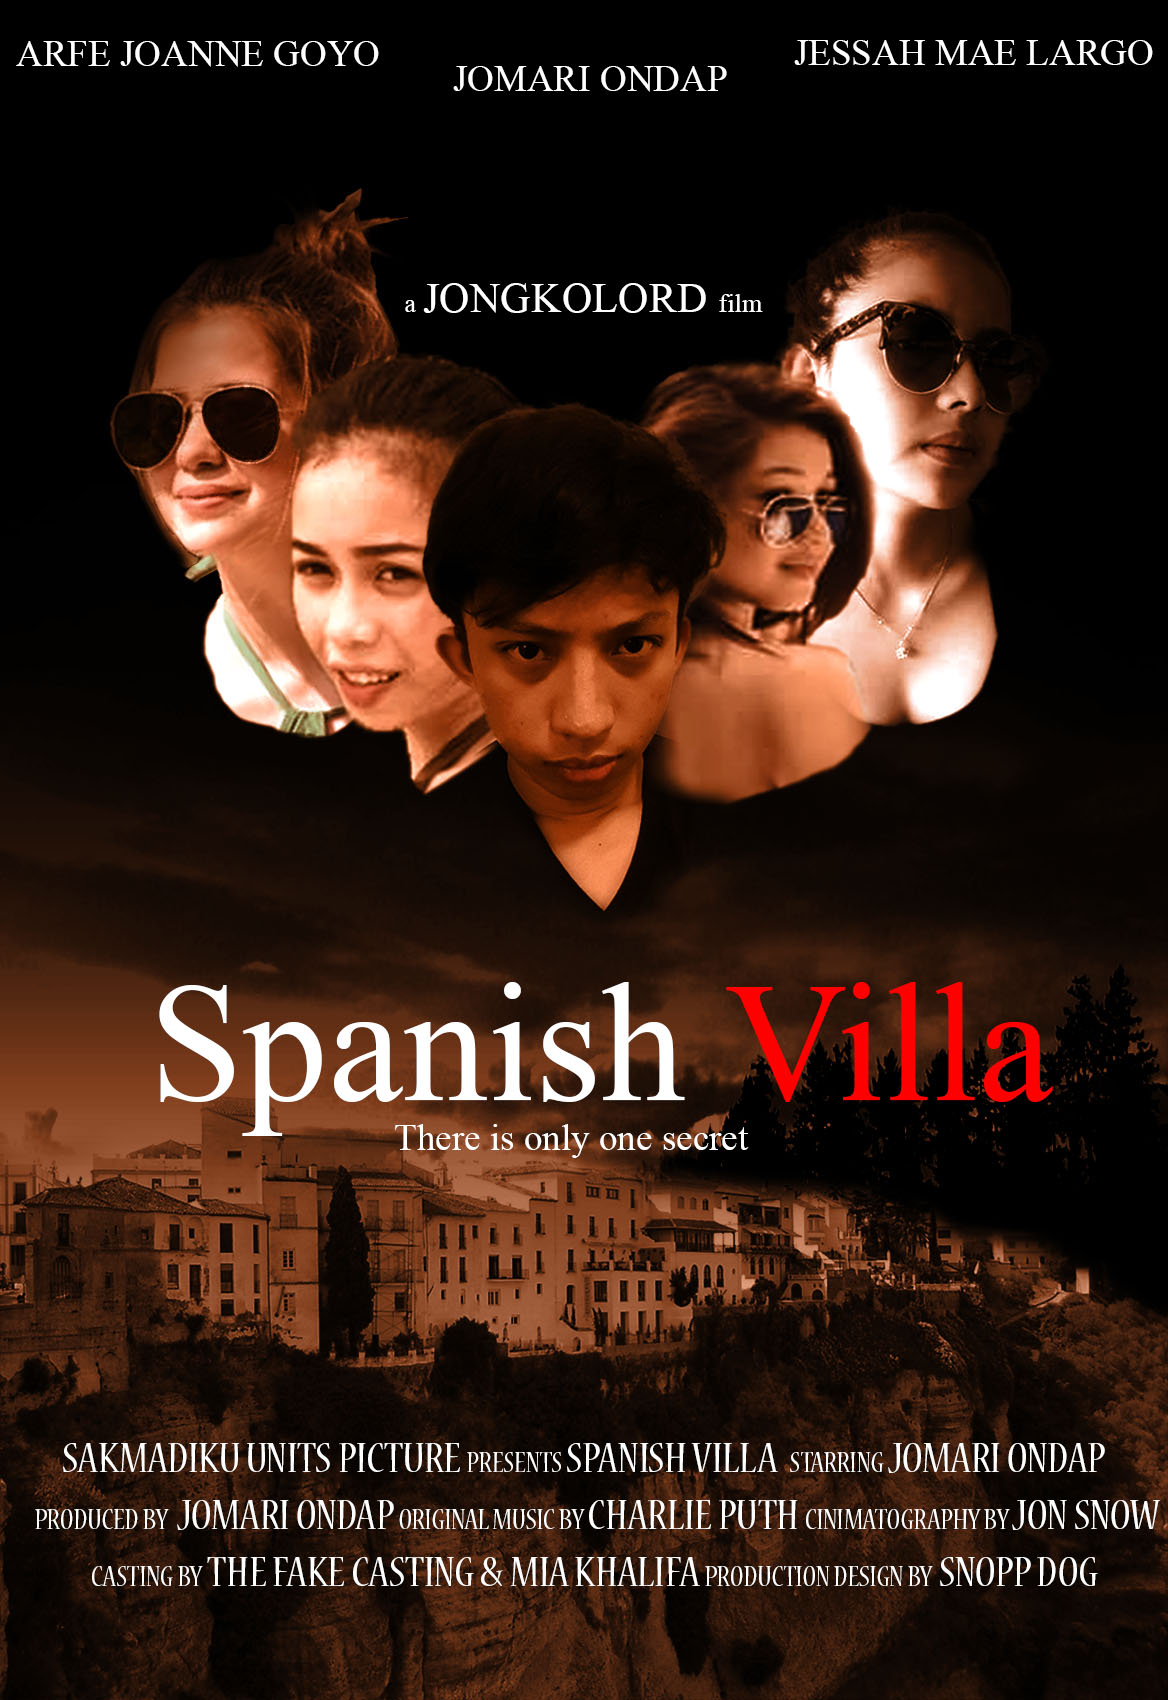 ARFE JOANNE GOYO
JOMARI ONDAP
JESSAH MAE LARGO
a JONGKOLORD film
Spanish Villa
There is only one secret
SAKMADIKU UNITS PICTURE PRESENTS SPANISH VILLA STARRING JOMARI ONDAP
PRODUCED BY JOMARI ONDAP ORIGINAL MUSIC BY CHARLIE PUTH CINIMATOGRAPHY BY JON SNOW
CASTING BY THE FAKE CASTING & MIA KHALIFA PRODUCTION DESIGN BY SNOPP DOG